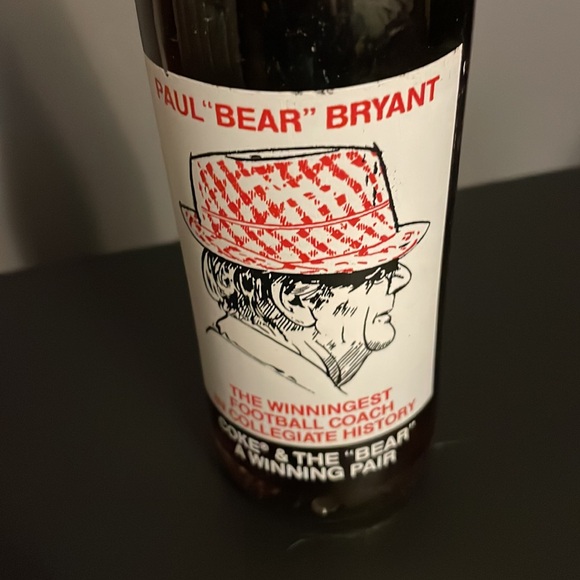 PAUL "BEAR" BRYANT
THE WINNINGEST
FOOTBALL COACH
IN COLLEGIATE HISTORY
COKE® & THE "BEAR"
A WINNING PAIR